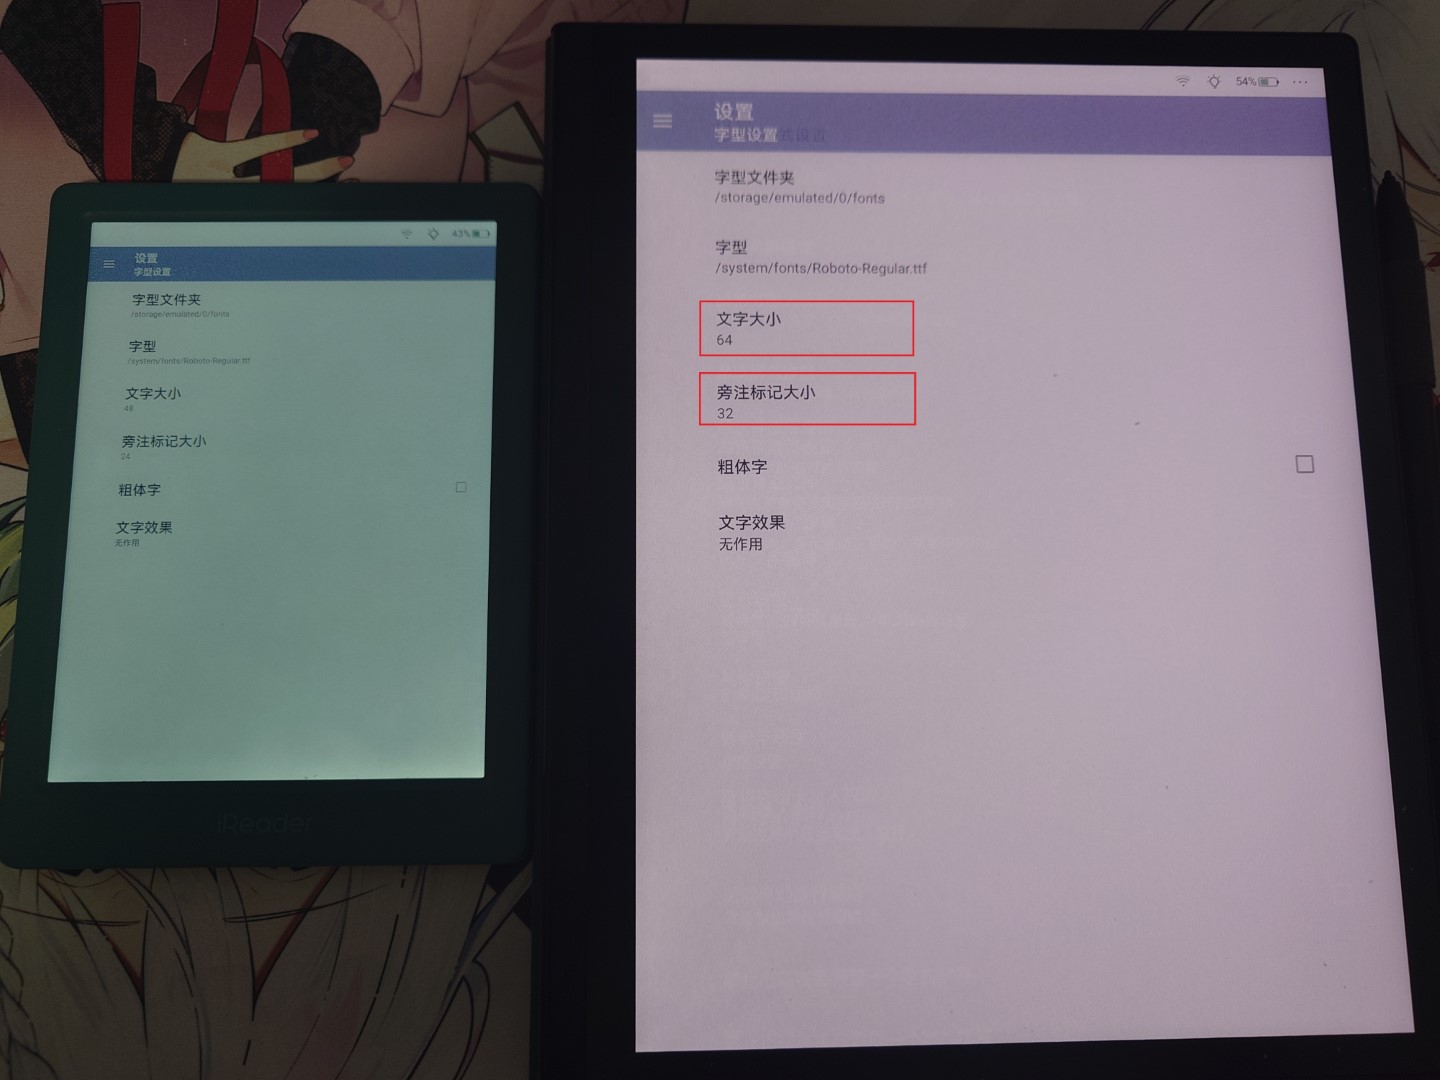 43%
设置
字型设置
字型文件夹
/storage/emulated/0/fonts
字型
/system/fonts/Roboto-Regular.ttf
文字大小
48
旁注标记大小
24
粗体字
文字效果
无作用
iReader
54%
设置
字型设置
字型文件夹
/storage/emulated/0/fonts
字型
/system/fonts/Roboto-Regular.ttf
文字大小
64
旁注标记大小
32
粗体字
文字效果
无作用